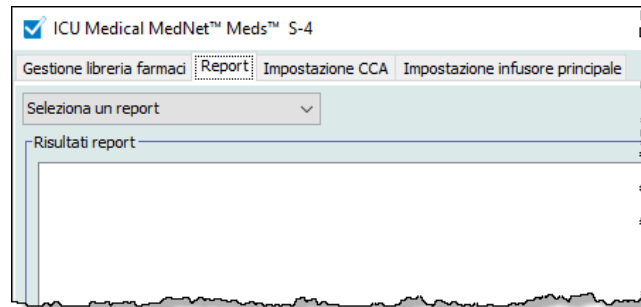 ICU Medical MedNet™ Meds™ S-4
Gestione libreria farmaci Report Impostazione CCA Impostazione infusore principale
Seleziona un report
Risultati report